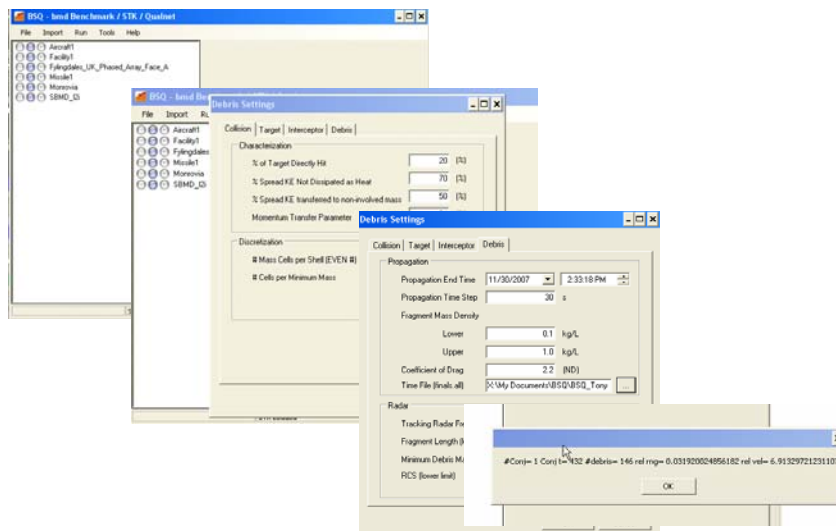 BSQ - bmd Benchmark / STK / Qualnet
File Import Run Tools Help
Aircraft1
Facility1
Fylingdales_UK_Phased_Array_Face_A
Missile1
Monrovia
BSQ - bmd Benchmark
File Import
Aircraft1
Facility1
Fylingdales
Missile1
Monrovia
Debris Settings
Collision Target Interceptor Debris
Characterization
% of Target Directly Hit 20 (%)
% Spread KE Not Dissipated as Heat 70 (%)
% Spread KE transferred to non-involved mass 50 (%)
Momentum Transfer Parameter
Discretization
# Mass Cells per Shell (EVEN #)
# Cells per Minimum Mass
Debris Settings
Collision Target Interceptor Debris
Propagation
Propagation End Time 11/30/2007 2:33:18 PM
Propagation Time Step 30 s
Fragment Mass Density
Lower 0.1 kg/L
Upper 1.0 kg/L
Coefficient of Drag 2.2 (ND)
Time File (finals.all) X:\My Documents\BSQ\BSQ_Tony ...
Radar
Tracking Radar
Fragment Length
Minimum Debris
RCS (lower limit)
#Conj= 1 Conj t= 432 #debris= 146 rel rng= 0.031920024856182 rel vel=
OK